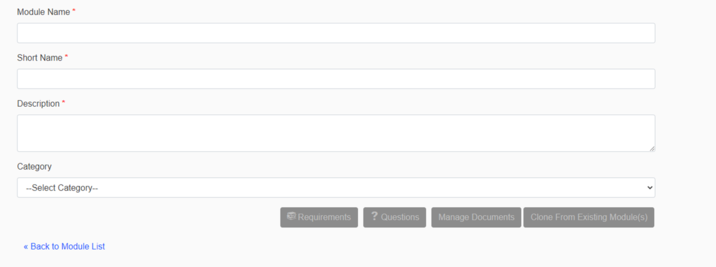 Module Name *
Short Name *
Description *
Category
--Select Category--
Requirements ? Questions Manage Documents Clone From Existing Module(s)
« Back to Module List